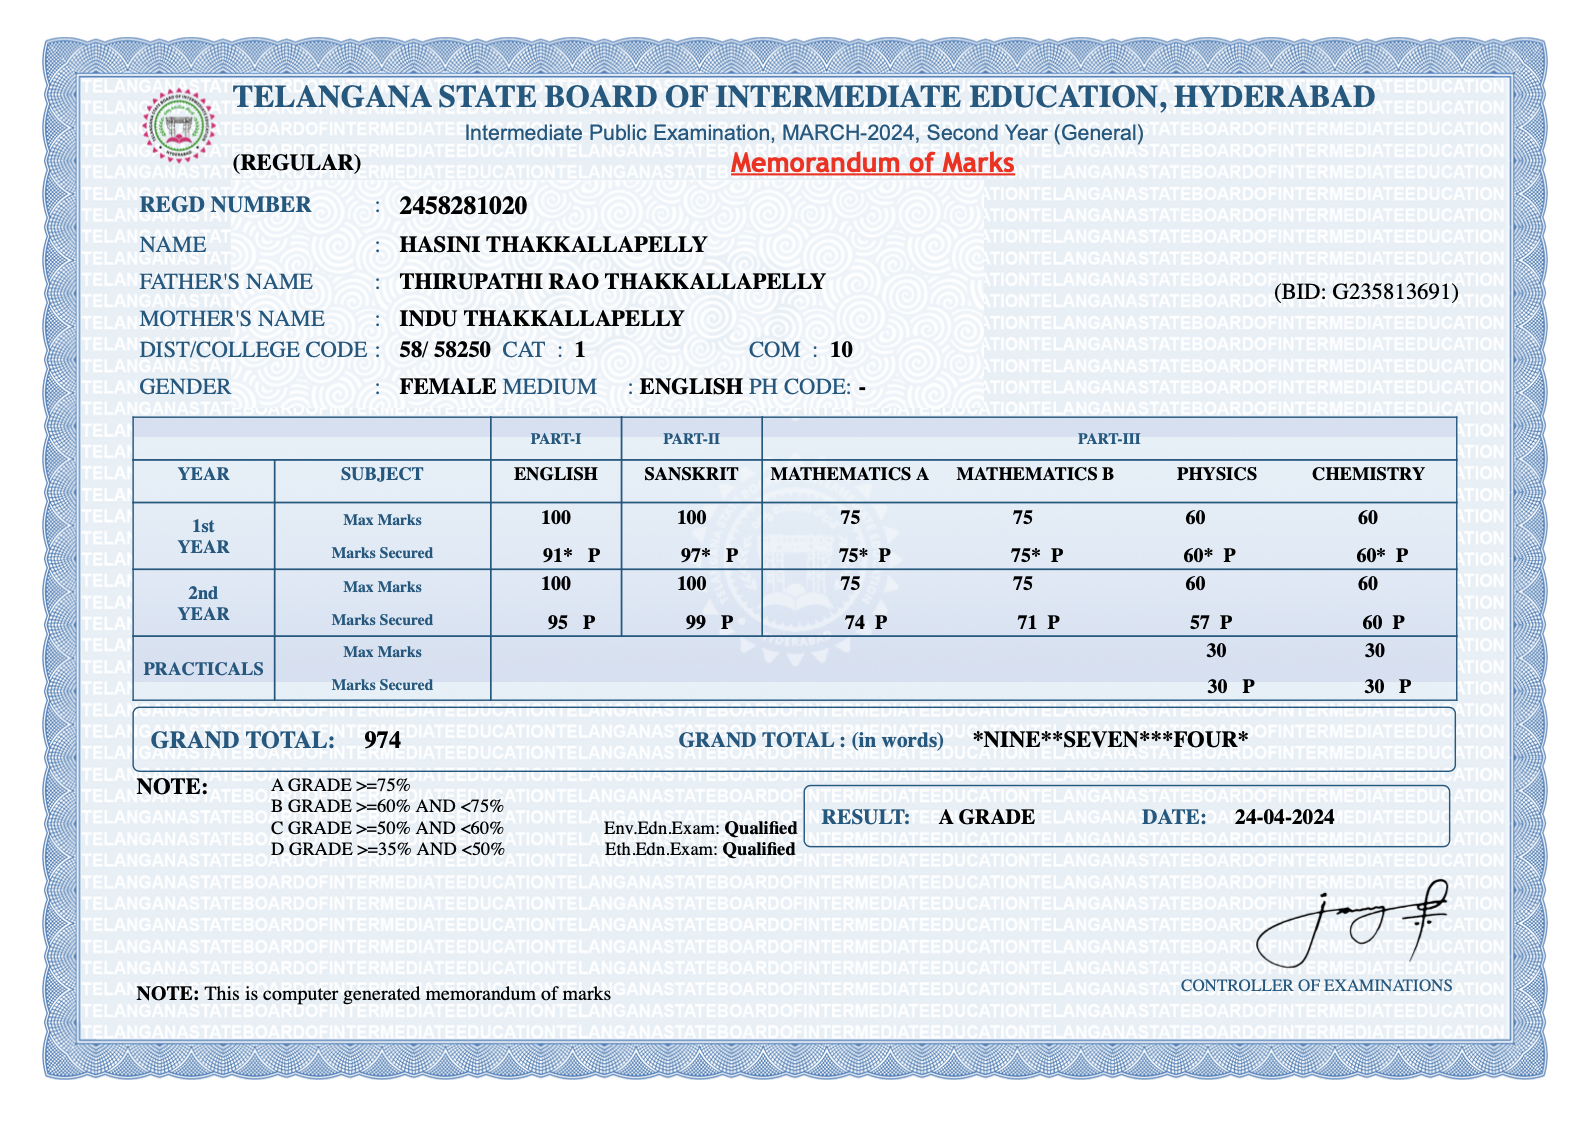 TELANGANA STATE BOARD OF INTERMEDIATE EDUCATION, HYDERABAD
Intermediate Public Examination, MARCH-2024, Second Year (General)
(REGULAR) Memorandum of Marks
REGD NUMBER : 2458281020
NAME : HASINI THAKKALLAPELLY
FATHER'S NAME : THIRUPATHI RAO THAKKALLAPELLY
(BID: G235813691)
MOTHER'S NAME : INDU THAKKALLAPELLY
DIST/COLLEGE CODE : 58/ 58250 CAT : 1 COM : 10
GENDER : FEMALE MEDIUM : ENGLISH PH CODE: -
PART-I PART-II PART-III
YEAR SUBJECT ENGLISH SANSKRIT MATHEMATICS A MATHEMATICS B PHYSICS CHEMISTRY
1st YEAR Max Marks 100 100 75 75 60 60
Marks Secured 91* P 97* P 75* P 75* P 60* P 60* P
2nd YEAR Max Marks 100 100 75 75 60 60
Marks Secured 95 P 99 P 74 P 71 P 57 P 60 P
PRACTICALS Max Marks 30 30
Marks Secured 30 P 30 P
GRAND TOTAL: 974 GRAND TOTAL : (in words) *NINE**SEVEN***FOUR*
NOTE: A GRADE >=75%
B GRADE >=60% AND <75%
C GRADE >=50% AND <60%
D GRADE >=35% AND <50%
Env.Edn.Exam: Qualified
Eth.Edn.Exam: Qualified
RESULT: A GRADE DATE: 24-04-2024
CONTROLLER OF EXAMINATIONS
NOTE: This is computer generated memorandum of marks